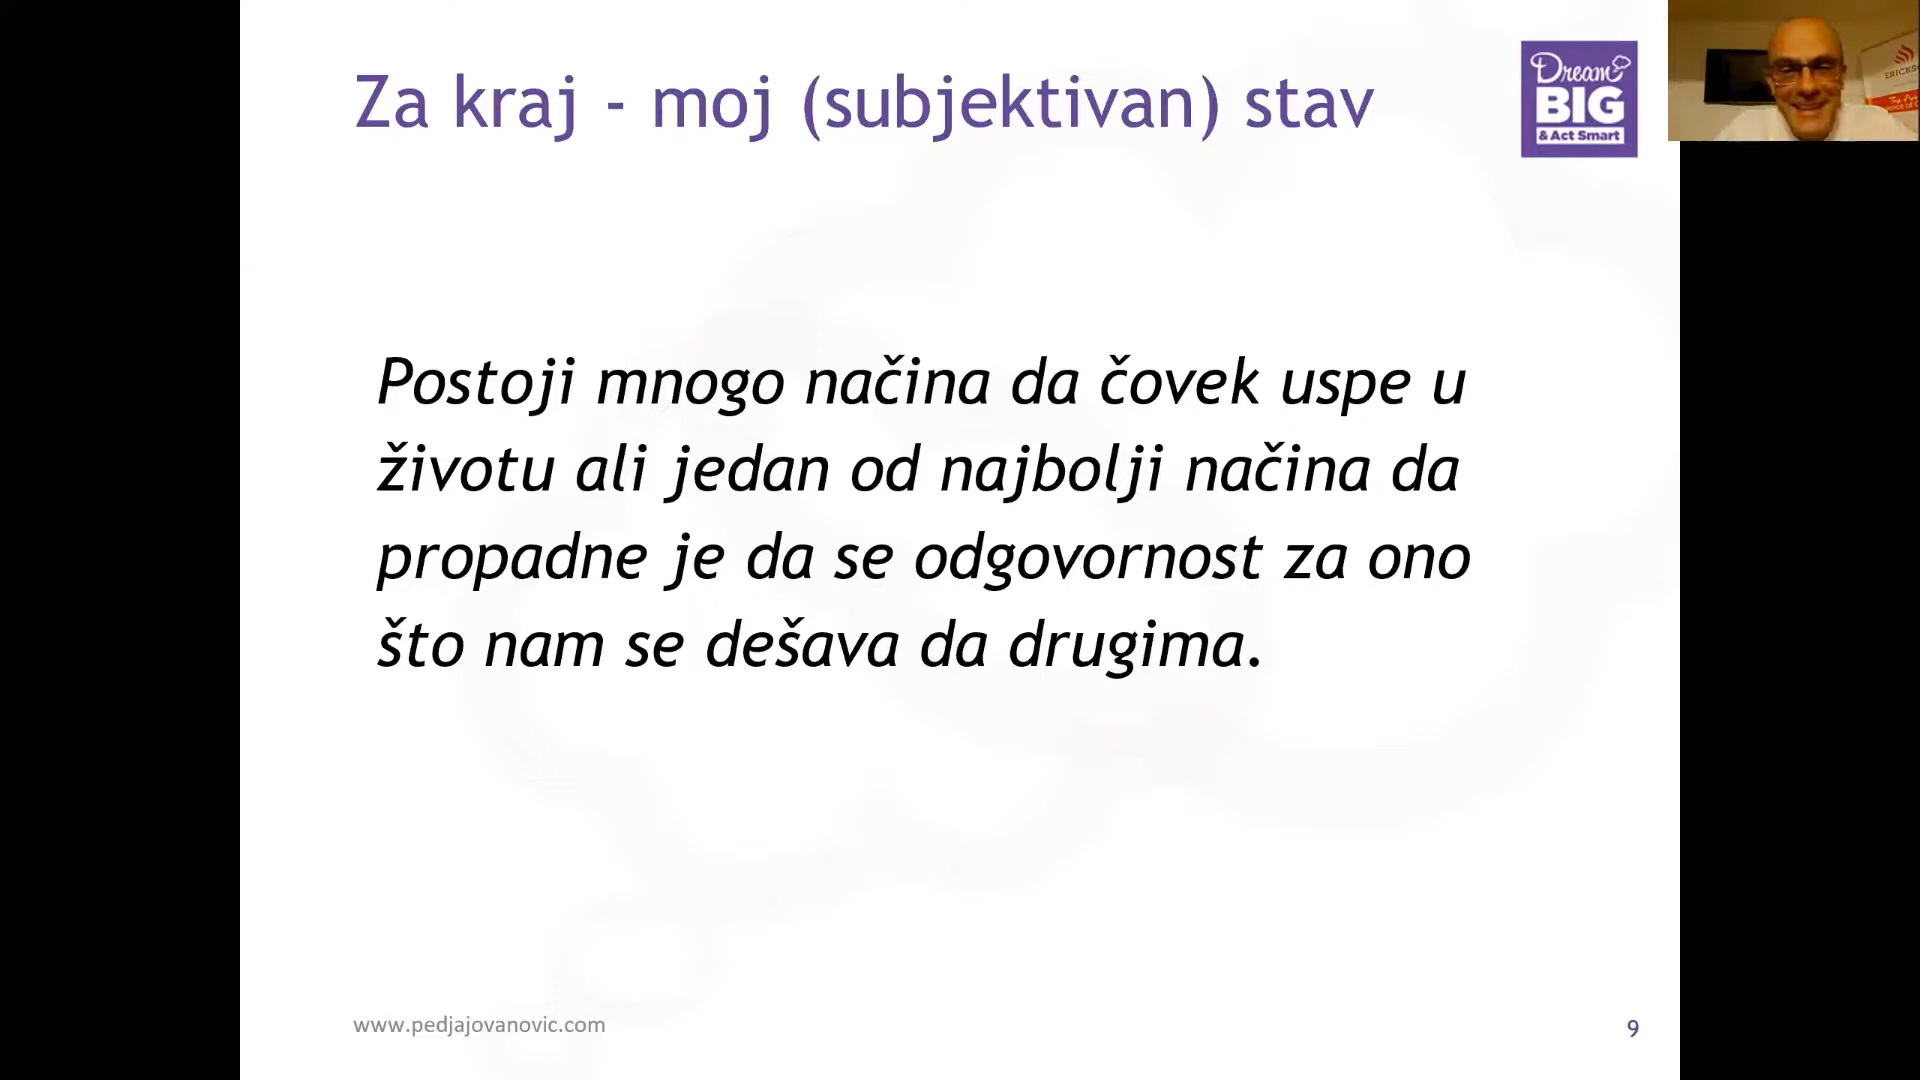 Za kraj - moj (subjektivan) stav
Dream
BIG
& Act Smart
Postoji mnogo načina da čovek uspe u
životu ali jedan od najbolji načina da
propadne je da se odgovornost za ono
što nam se dešava da drugima.
www.pedjajovanovic.com
9